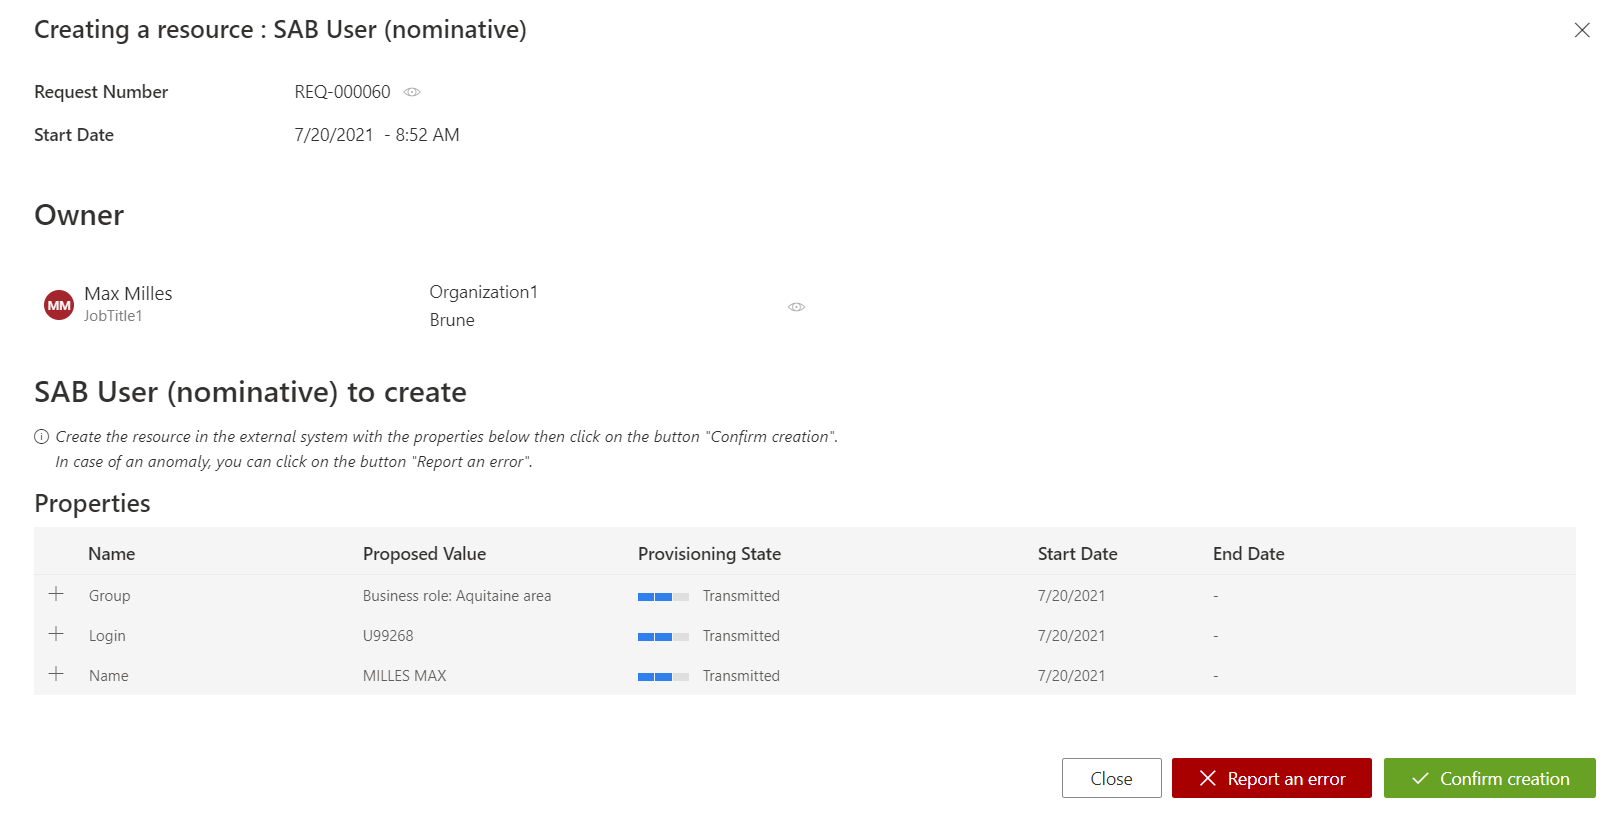 Creating a resource : SAB User (nominative)
Request Number REQ-000060
Start Date 7/20/2021 - 8:52 AM
Owner
MM Max Milles
JobTitle1
Organization1
Brune
SAB User (nominative) to create
Create the resource in the external system with the properties below then click on the button "Confirm creation".
In case of an anomaly, you can click on the button "Report an error".
Properties
Name Proposed Value Provisioning State Start Date End Date
Group Business role: Aquitaine area Transmitted 7/20/2021 -
Login U99268 Transmitted 7/20/2021 -
Name MILLES MAX Transmitted 7/20/2021 -
Close Report an error Confirm creation